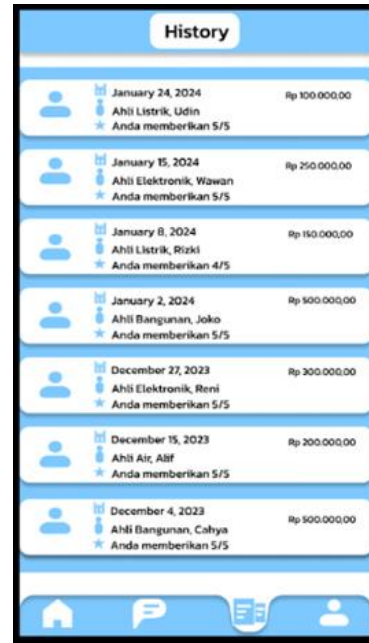 History
January 24, 2024
Rp 100.000,00
Ahli Listrik, Udin
Anda memberikan 5/5
January 15, 2024
Rp 250.000,00
Ahli Elektronik, Wawan
Anda memberikan 5/5
January 8, 2024
Rp 150.000,00
Ahli Listrik, Rizki
Anda memberikan 4/5
January 2, 2024
Rp 500.000,00
Ahli Bangunan, Joko
Anda memberikan 5/5
December 27, 2023
Rp 300.000,00
Ahli Elektronik, Reni
Anda memberikan 5/5
December 15, 2023
Rp 200.000,00
Ahli Air, Alif
Anda memberikan 5/5
December 4, 2023
Rp 500.000,00
Ahli Bangunan, Cahya
Anda memberikan 5/5